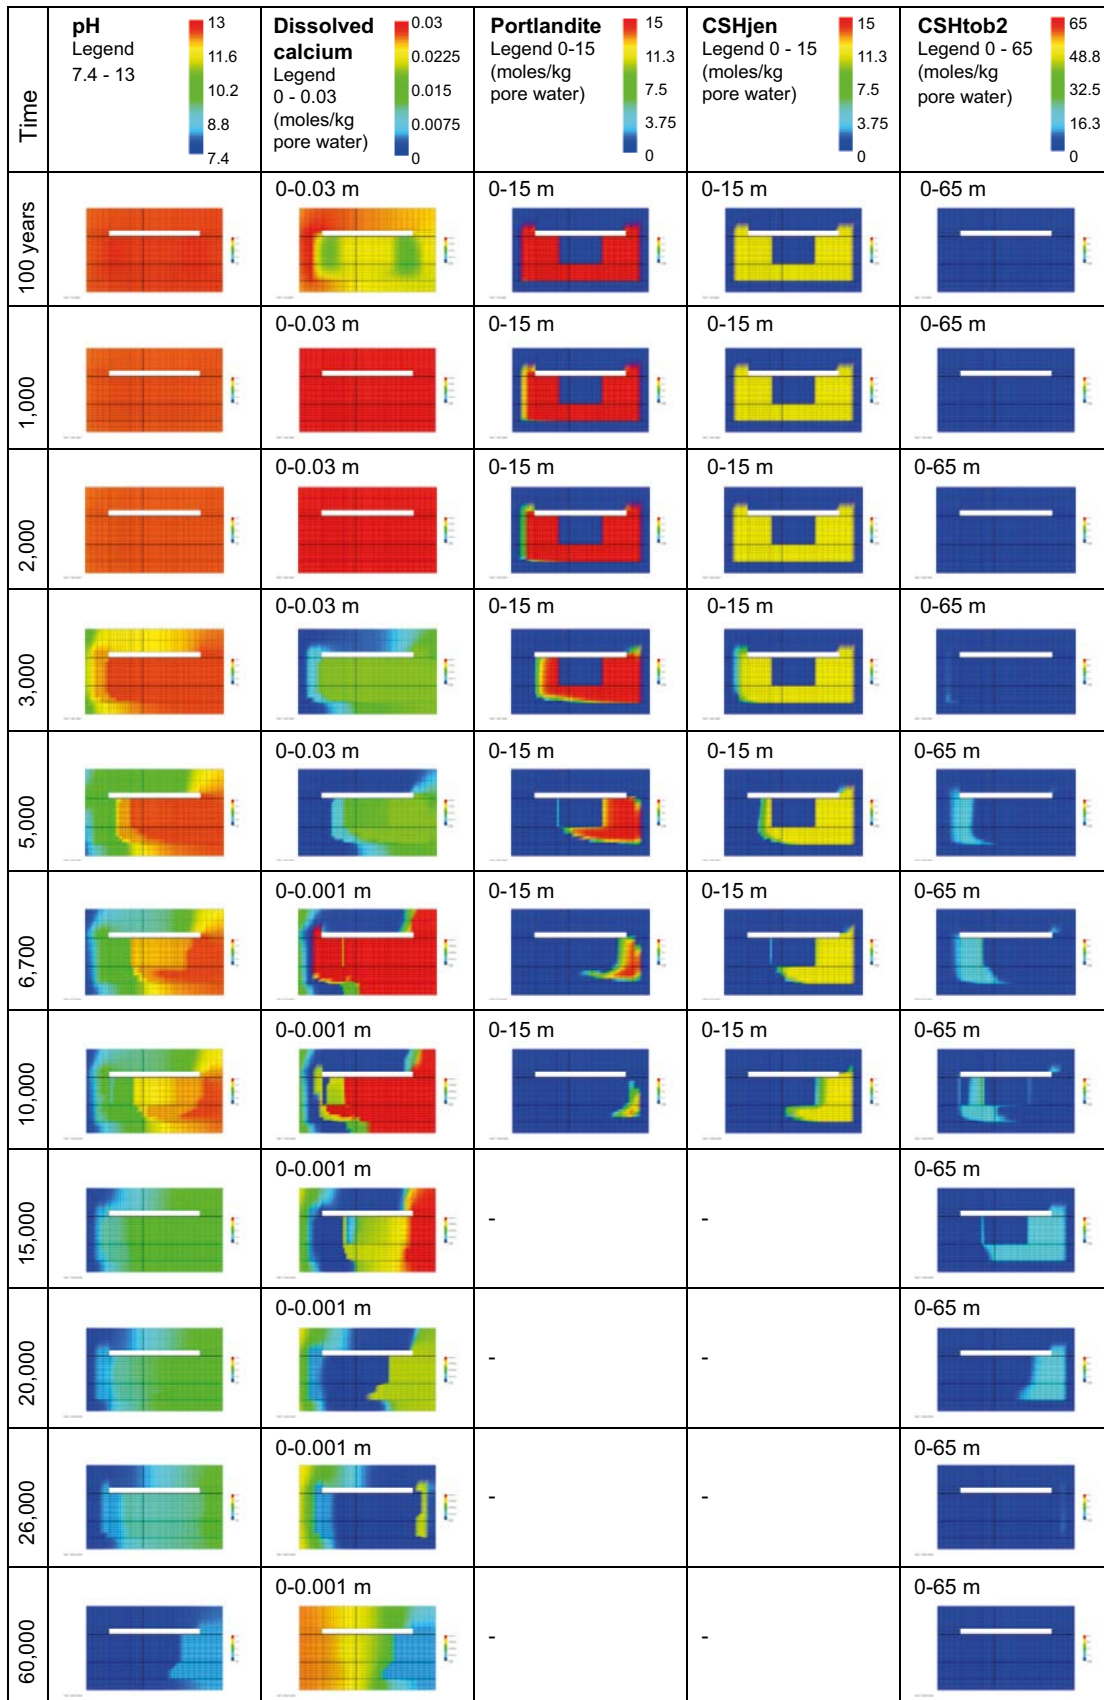 Time
pH
Legend
7.4 - 13
13
11.6
10.2
8.8
7.4
Dissolved
calcium
Legend
0 - 0.03
(moles/kg
pore water)
0.03
0.0225
0.015
0.0075
0
Portlandite
Legend 0-15
(moles/kg
pore water)
15
11.3
7.5
3.75
0
CSHjen
Legend 0 - 15
(moles/kg
pore water)
15
11.3
7.5
3.75
0
CSHtob2
Legend 0 - 65
(moles/kg
pore water)
65
48.8
32.5
16.3
0
100 years
0-0.03 m
0-15 m
0-15 m
0-65 m
1,000
0-0.03 m
0-15 m
0-15 m
0-65 m
2,000
0-0.03 m
0-15 m
0-15 m
0-65 m
3,000
0-0.03 m
0-15 m
0-15 m
0-65 m
5,000
0-0.03 m
0-15 m
0-15 m
0-65 m
6,700
0-0.001 m
0-15 m
0-15 m
0-65 m
10,000
0-0.001 m
0-15 m
0-15 m
0-65 m
15,000
0-0.001 m
-
-
0-65 m
20,000
0-0.001 m
-
-
0-65 m
26,000
0-0.001 m
-
-
0-65 m
60,000
0-0.001 m
-
-
0-65 m